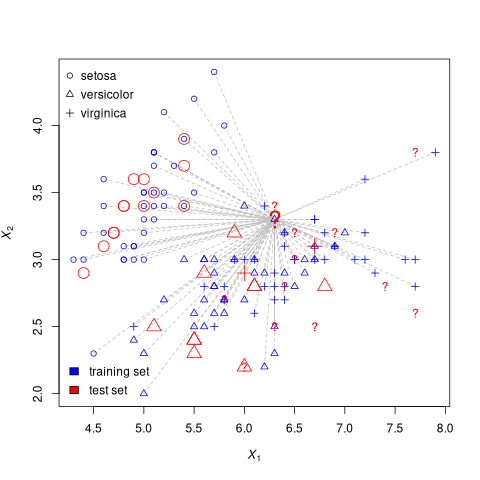 setosa
versicolor
virginica
training set
test set
X2
2.0 2.5 3.0 3.5 4.0
4.5 5.0 5.5 6.0 6.5 7.0 7.5 8.0
X1
? ? ? ? ? ? ? ? ? ? ? ? ? ?